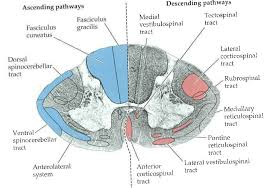 Ascending pathways
Descending pathways
Fasciculus
cuneatus
Fasciculus
gracilis
Medial
vestibulospinal
tract
Tectospinal
tract
Dorsal
spinocerebellar
tract
Lateral
corticospinal
tract
Rubrospinal
tract
Medullary
reticulospinal
tract
Ventral
spinocerebellar
tract
Pontine
reticulospinal
tract
Anterolateral
system
Anterior
corticospinal
tract
Lateral vestibulospinal
tract